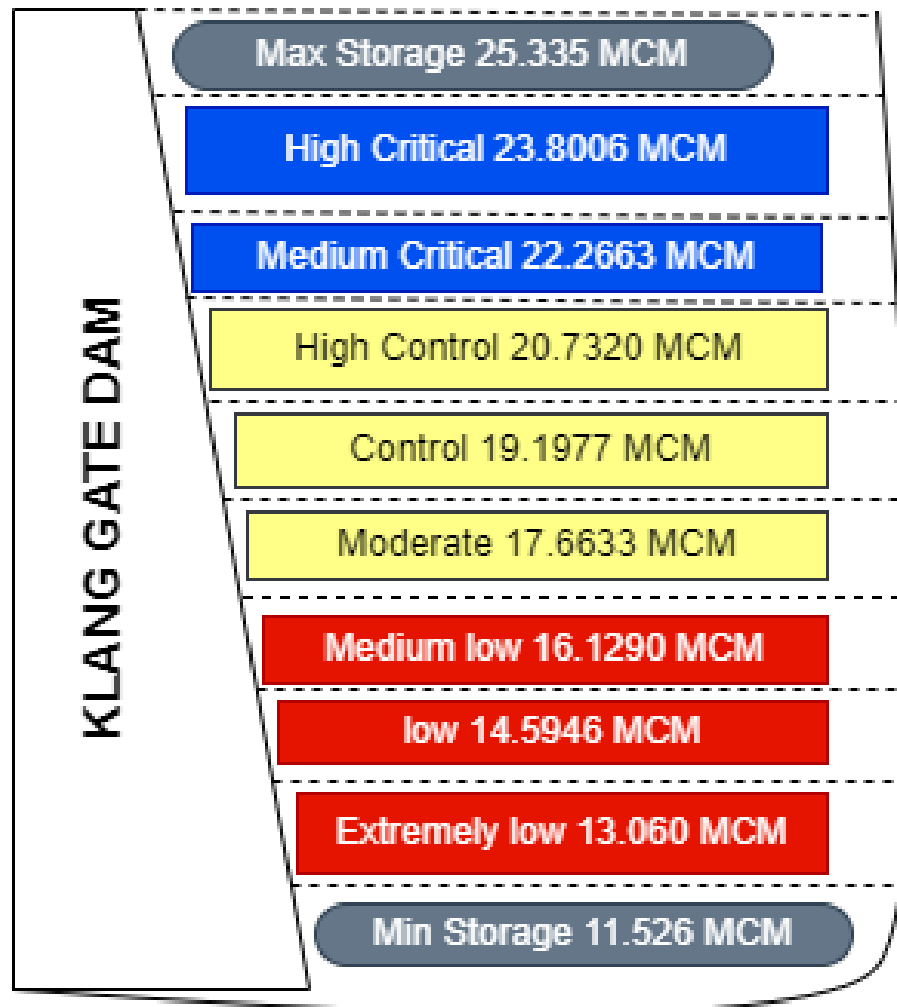 KLANG GATE DAM
Max Storage 25.335 MCM
High Critical 23.8006 MCM
Medium Critical 22.2663 MCM
High Control 20.7320 MCM
Control 19.1977 MCM
Moderate 17.6633 MCM
Medium low 16.1290 MCM
low 14.5946 MCM
Extremely low 13.060 MCM
Min Storage 11.526 MCM